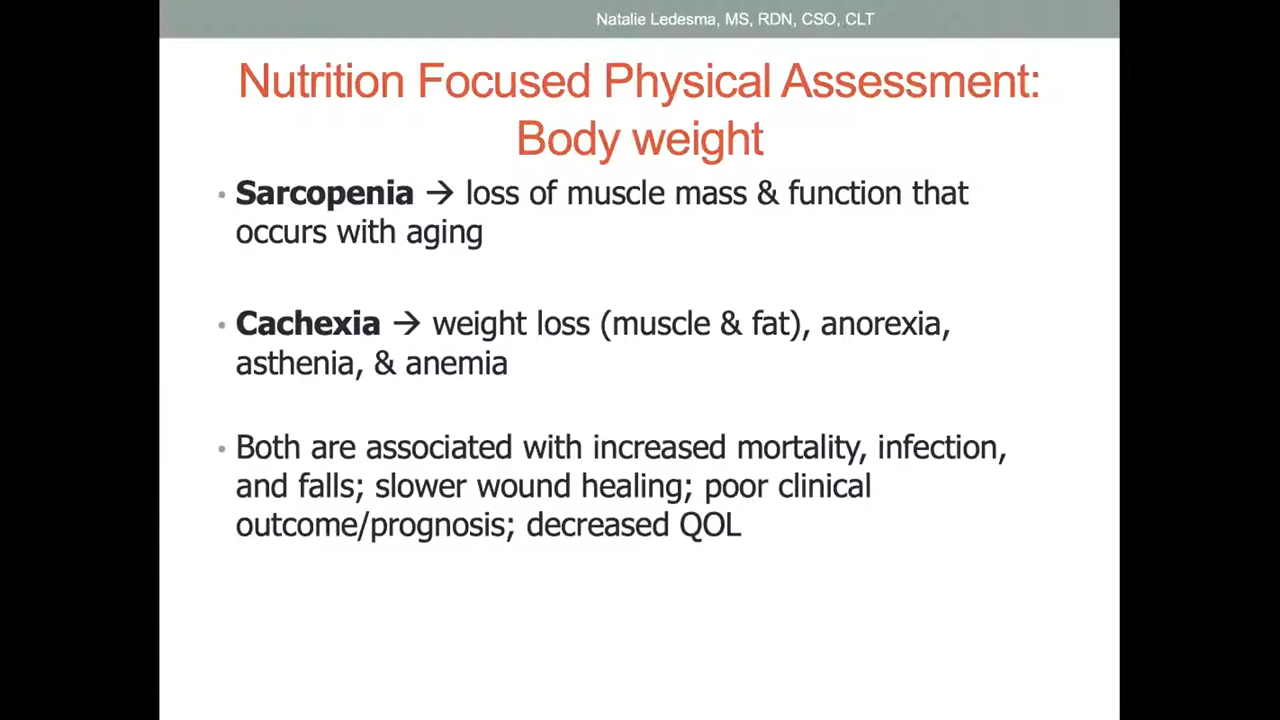 Natalie Ledesma, MS, RDN, CSO, CLT
Nutrition Focused Physical Assessment:
Body weight
• Sarcopenia → loss of muscle mass & function that
occurs with aging
• Cachexia → weight loss (muscle & fat), anorexia,
asthenia, & anemia
• Both are associated with increased mortality, infection,
and falls; slower wound healing; poor clinical
outcome/prognosis; decreased QOL